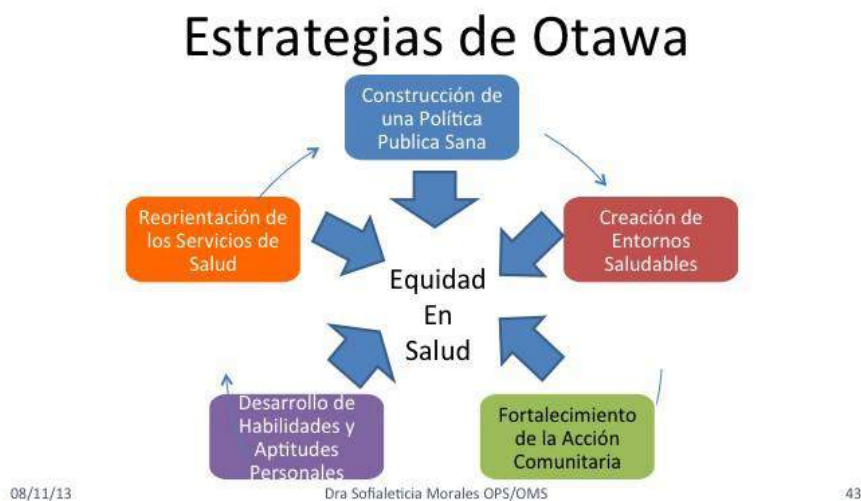 Estrategias de Otawa
Construcción de
una Política
Publica Sana
Reorientación de
los Servicios de
Salud
Creación de
Entornos
Saludables
Equidad
En
Salud
Desarrollo de
Habilidades y
Aptitudes
Personales
Fortalecimiento
de la Acción
Comunitaria
08/11/13
Dra Sofialeticia Morales OPS/OMS
43